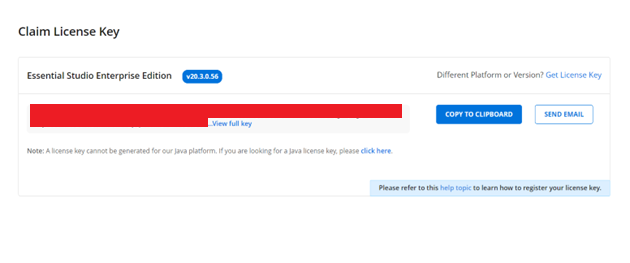 Claim License Key
Essential Studio Enterprise Edition v20.3.0.56
Different Platform or Version? Get License Key
...View full key
COPY TO CLIPBOARD
SEND EMAIL
Note: A license key cannot be generated for our Java platform. If you are looking for a Java license key, please click here.
Please refer to this help topic to learn how to register your license key.